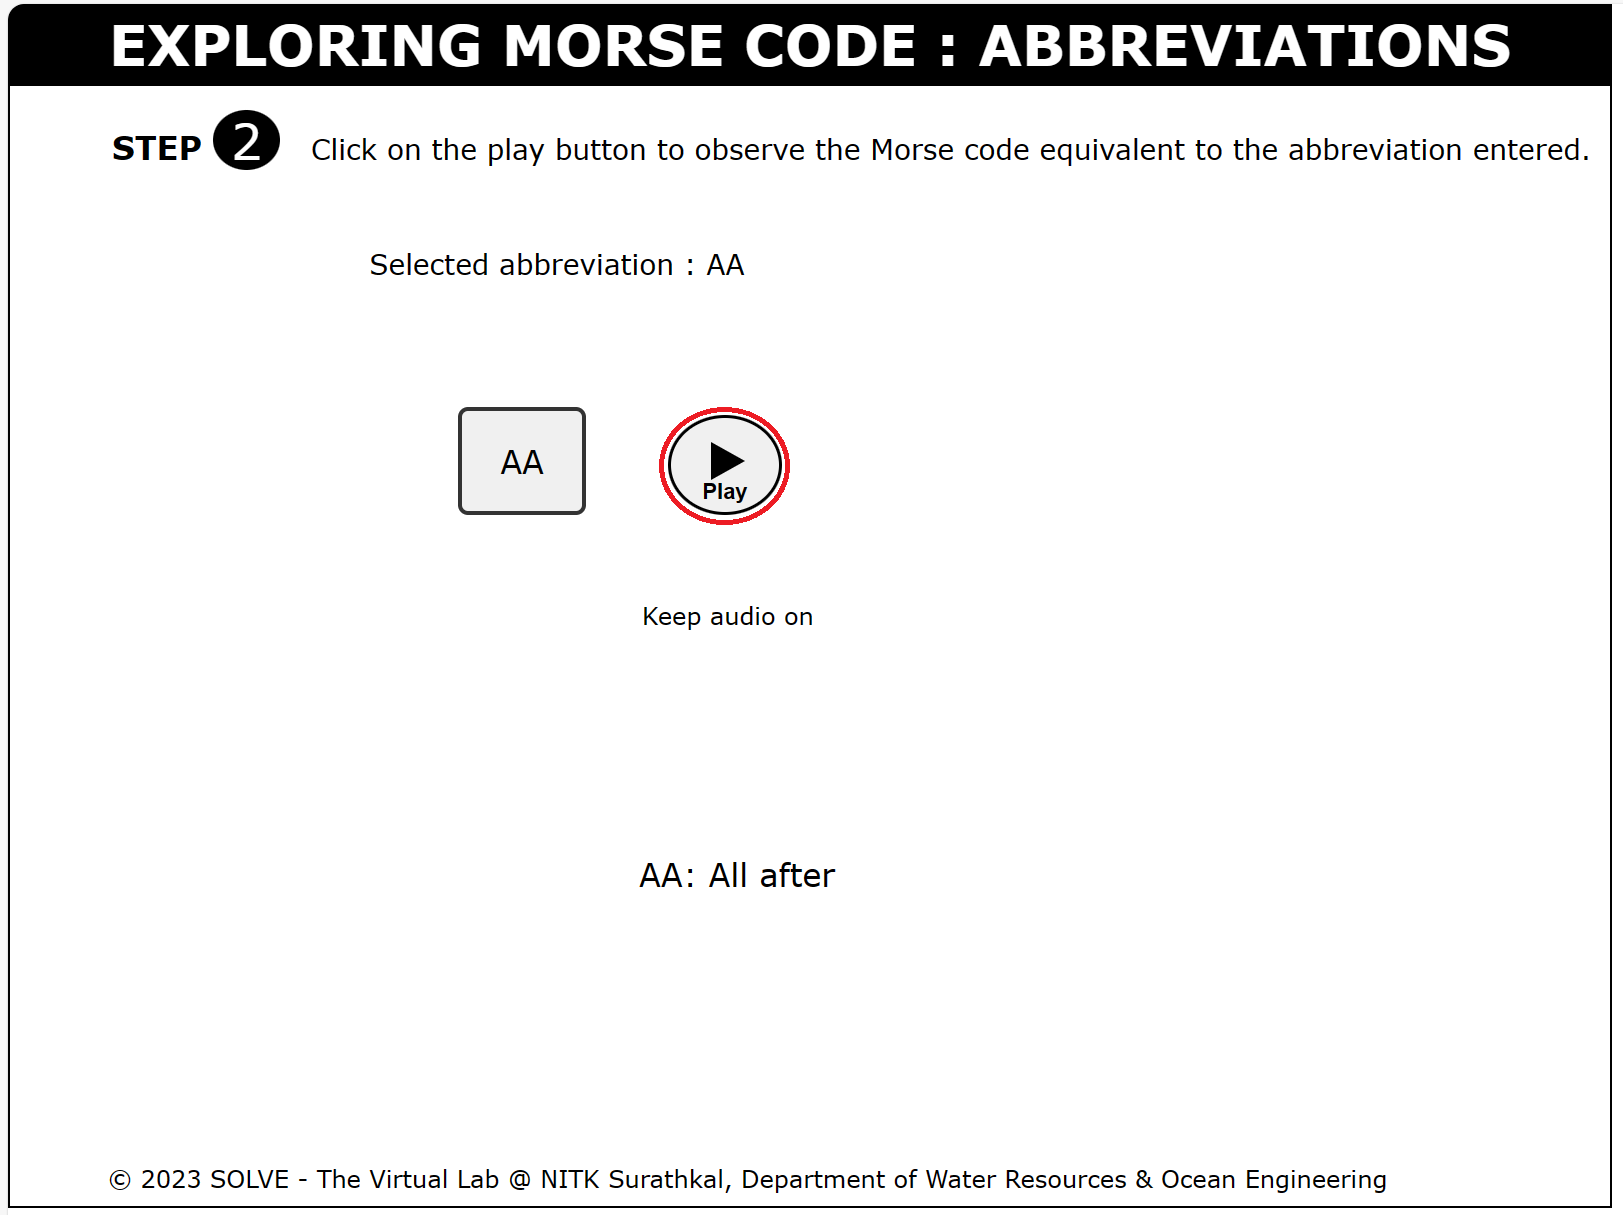 EXPLORING MORSE CODE : ABBREVIATIONS
STEP 2 Click on the play button to observe the Morse code equivalent to the abbreviation entered.
Selected abbreviation : AA
AA
Play
Keep audio on
AA: All after
© 2023 SOLVE - The Virtual Lab @ NITK Surathkal, Department of Water Resources & Ocean Engineering